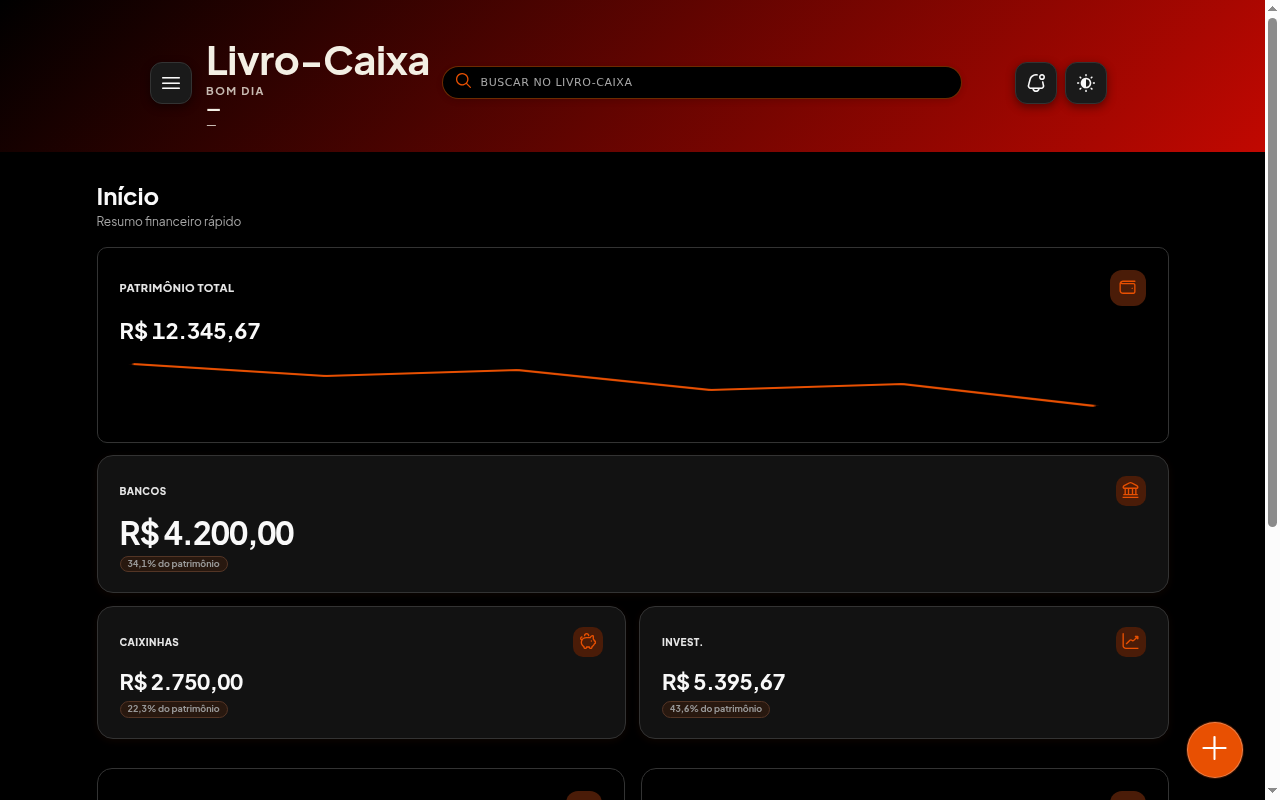 Livro-Caixa
BOM DIA
—
—
BUSCAR NO LIVRO-CAIXA
Início
Resumo financeiro rápido
PATRIMÔNIO TOTAL
R$ 12.345,67
BANCOS
R$ 4.200,00
34,1% do patrimônio
CAIXINHAS
R$ 2.750,00
22,3% do patrimônio
INVEST.
R$ 5.395,67
43,6% do patrimônio